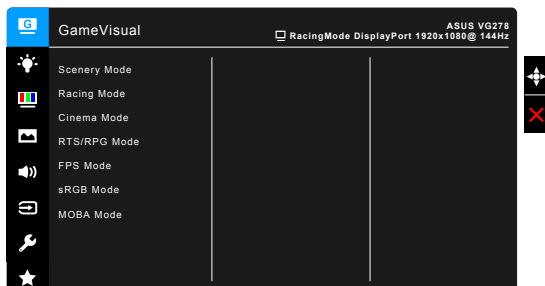 G
GameVisual
ASUS VG278
RacingMode DisplayPort 1920x1080@ 144Hz
Scenery Mode
Racing Mode
Cinema Mode
RTS/RPG Mode
FPS Mode
sRGB Mode
MOBA Mode